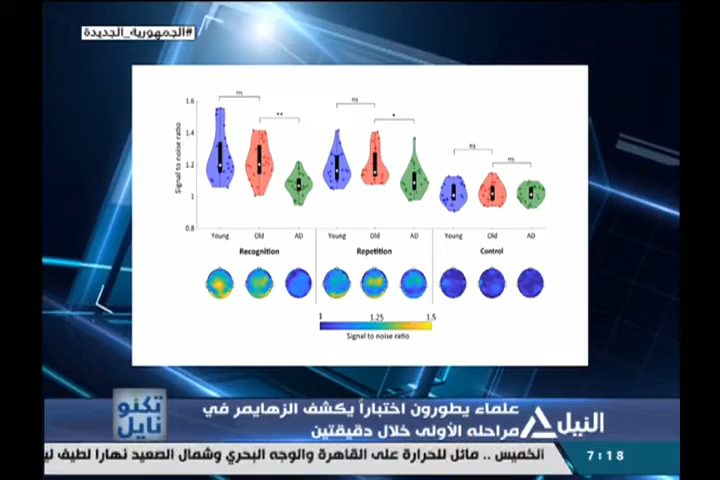 #الجمهورية_الجديدة
ns
ns
**
*
ns
ns
Signal to noise ratio
1.6
1.4
1.2
1
0.8
Young Old AD Young Old AD Young Old AD
Recognition Repetition Control
1 1.25 1.5
Signal to noise ratio
تكنو
نايل
علماء يطورون اختباراً يكشف الزهايمر في
مراحله الأولى خلال دقيقتين
النيل
الخميس .. مائل للحرارة على القاهرة والوجه البحري وشمال الصعيد نهارا لطيف ليـ
7:18